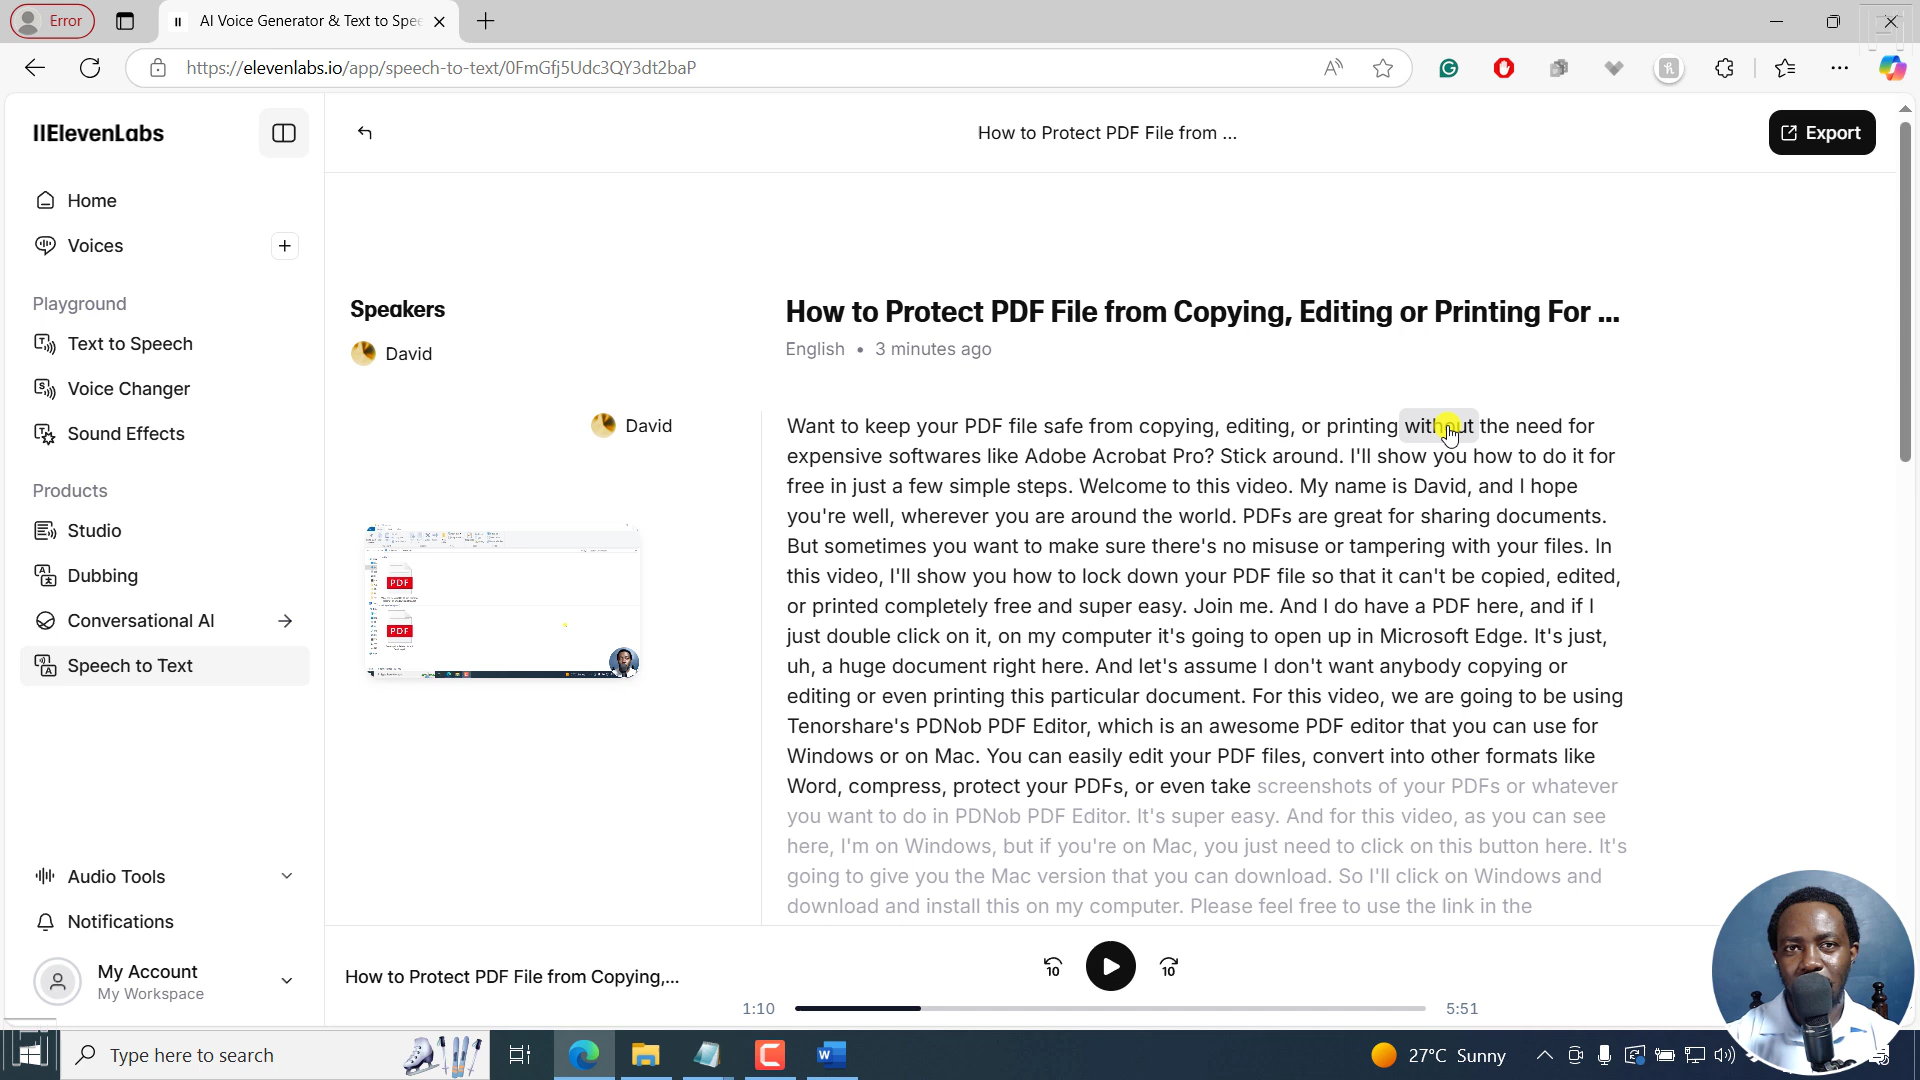 Error
AI Voice Generator & Text to Spee
https://elevenlabs.io/app/speech-to-text/0FmGfj5Udc3QY3dt2baP
IIElevenLabs
How to Protect PDF File from ...
Export
Home
Voices
Playground
Text to Speech
Voice Changer
Sound Effects
Products
Studio
Dubbing
Conversational AI
Speech to Text
Audio Tools
Notifications
My Account
My Workspace
Speakers
David
David
How to Protect PDF File from Copying, Editing or Printing For ...
English • 3 minutes ago
Want to keep your PDF file safe from copying, editing, or printing without the need for
expensive softwares like Adobe Acrobat Pro? Stick around. I'll show you how to do it for
free in just a few simple steps. Welcome to this video. My name is David, and I hope
you're well, wherever you are around the world. PDFs are great for sharing documents.
But sometimes you want to make sure there's no misuse or tampering with your files. In
this video, I'll show you how to lock down your PDF file so that it can't be copied, edited,
or printed completely free and super easy. Join me. And I do have a PDF here, and if I
just double click on it, on my computer it's going to open up in Microsoft Edge. It's just,
uh, a huge document right here. And let's assume I don't want anybody copying or
editing or even printing this particular document. For this video, we are going to be using
Tenorshare's PDNob PDF Editor, which is an awesome PDF editor that you can use for
Windows or on Mac. You can easily edit your PDF files, convert into other formats like
Word, compress, protect your PDFs, or even take screenshots of your PDFs or whatever
you want to do in PDNob PDF Editor. It's super easy. And for this video, as you can see
here, I'm on Windows, but if you're on Mac, you just need to click on this button here. It's
going to give you the Mac version that you can download. So I'll click on Windows and
download and install this on my computer. Please feel free to use the link in the
PDF
PDF
How to Protect PDF File from Copying,...
10
10
1:10
5:51
Type here to search
27°C Sunny